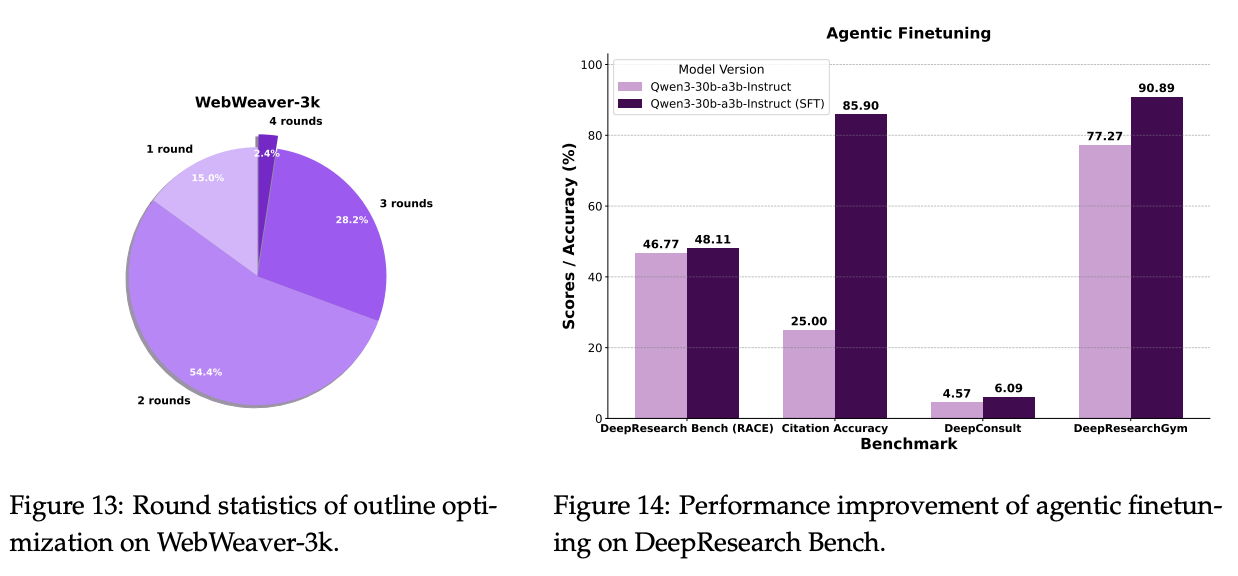 WebWeaver-3k
4 rounds
2.4%
1 round
15.0%
3 rounds
28.2%
54.4%
2 rounds
Figure 13: Round statistics of outline opti-
mization on WebWeaver-3k.
Agentic Finetuning
Model Version
Qwen3-30b-a3b-Instruct
Qwen3-30b-a3b-Instruct (SFT)
Scores / Accuracy (%)
100
80
60
40
20
0
46.77
48.11
25.00
85.90
4.57
6.09
77.27
90.89
DeepResearch Bench (RACE)
Citation Accuracy
DeepConsult
DeepResearchGym
Benchmark
Figure 14: Performance improvement of agentic finetun-
ing on DeepResearch Bench.